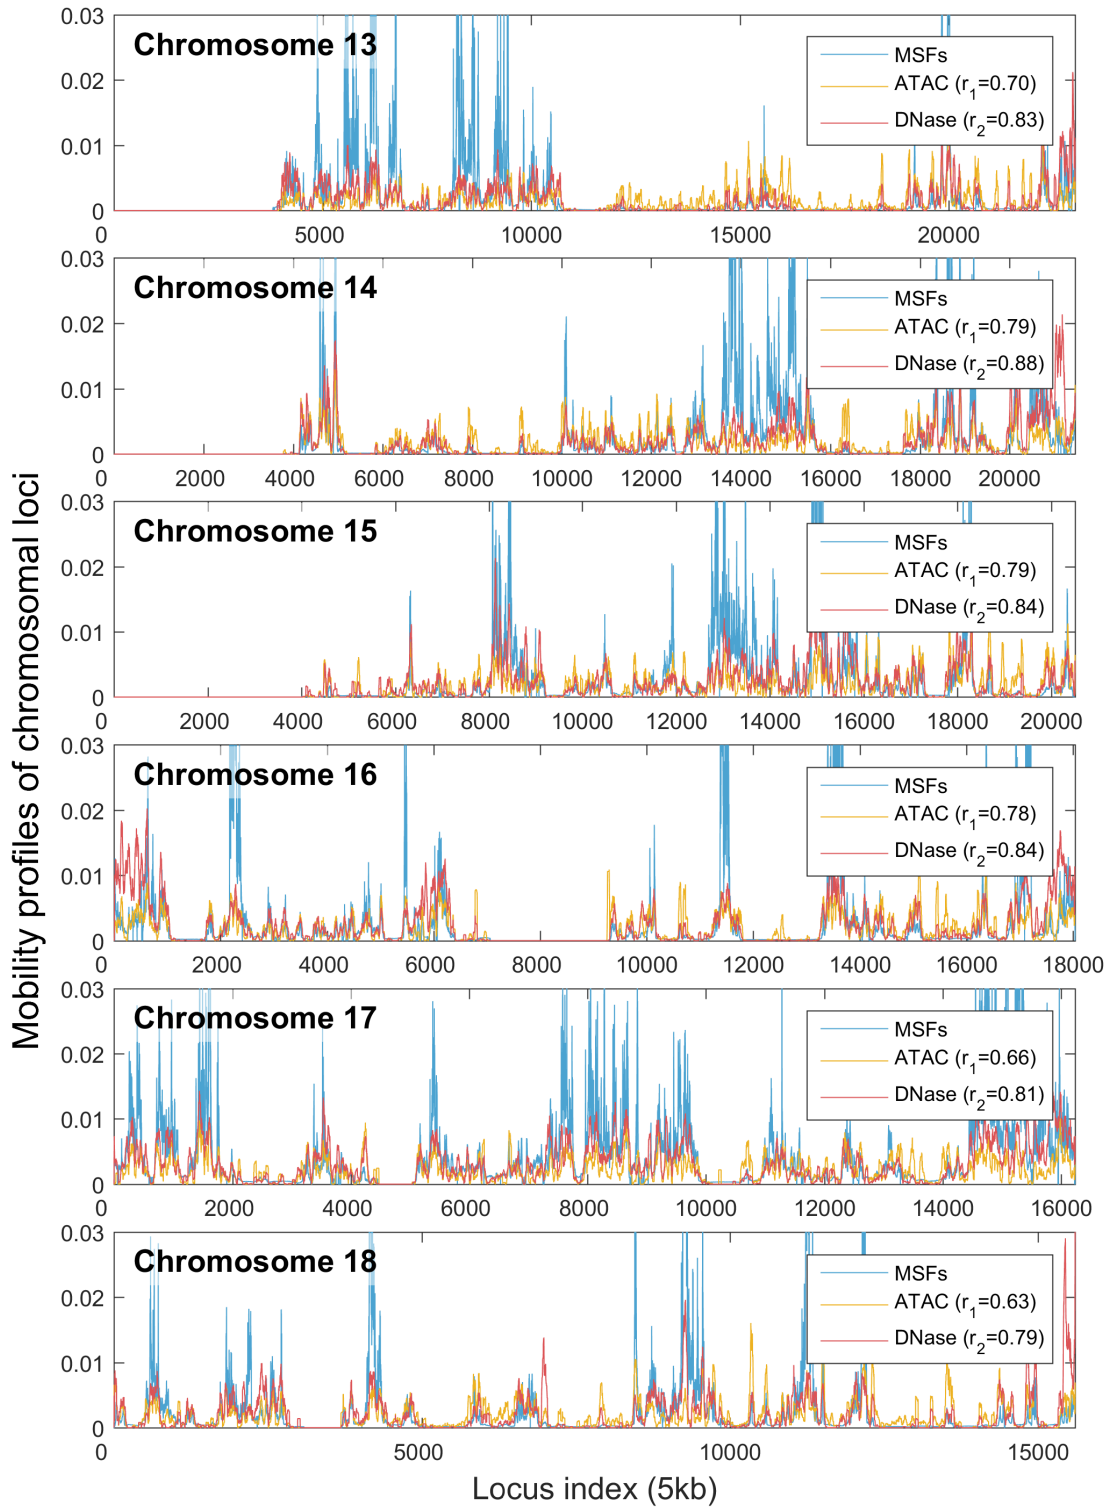 Mobility profiles of chromosomal loci
0.03
0.02
0.01
0
Chromosome 13
MSFs
ATAC (r1=0.70)
DNase (r2=0.83)
0 5000 10000 15000 20000
0.03
0.02
0.01
0
Chromosome 14
MSFs
ATAC (r1=0.79)
DNase (r2=0.88)
0 2000 4000 6000 8000 10000 12000 14000 16000 18000 20000
0.03
0.02
0.01
0
Chromosome 15
MSFs
ATAC (r1=0.79)
DNase (r2=0.84)
0 2000 4000 6000 8000 10000 12000 14000 16000 18000 20000
0.03
0.02
0.01
0
Chromosome 16
MSFs
ATAC (r1=0.78)
DNase (r2=0.84)
0 2000 4000 6000 8000 10000 12000 14000 16000 18000
0.03
0.02
0.01
0
Chromosome 17
MSFs
ATAC (r1=0.66)
DNase (r2=0.81)
0 2000 4000 6000 8000 10000 12000 14000 16000
0.03
0.02
0.01
0
Chromosome 18
MSFs
ATAC (r1=0.63)
DNase (r2=0.79)
0 5000 10000 15000
Locus index (5kb)